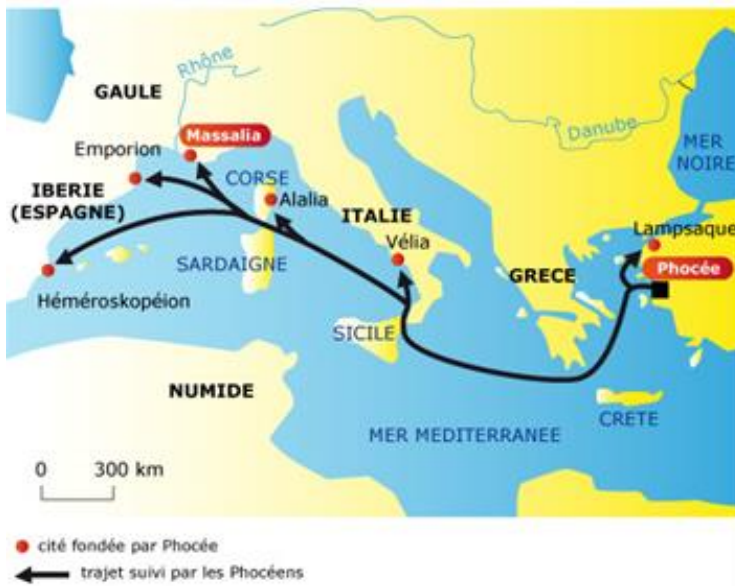 Rhône
GAULE
Massalia
Danube
MER
NOIRE
Emporion
CORSE
IBERIE
(ESPAGNE)
Alalia
ITALIE
Lampsaque
Vélia
SARDAIGNE
GRECE
Phocée
Héméroskopéion
SICILE
NUMIDE
CRETE
MER MEDITERRANEE
0 300 km
cité fondée par Phocée
trajet suivi par les Phocéens